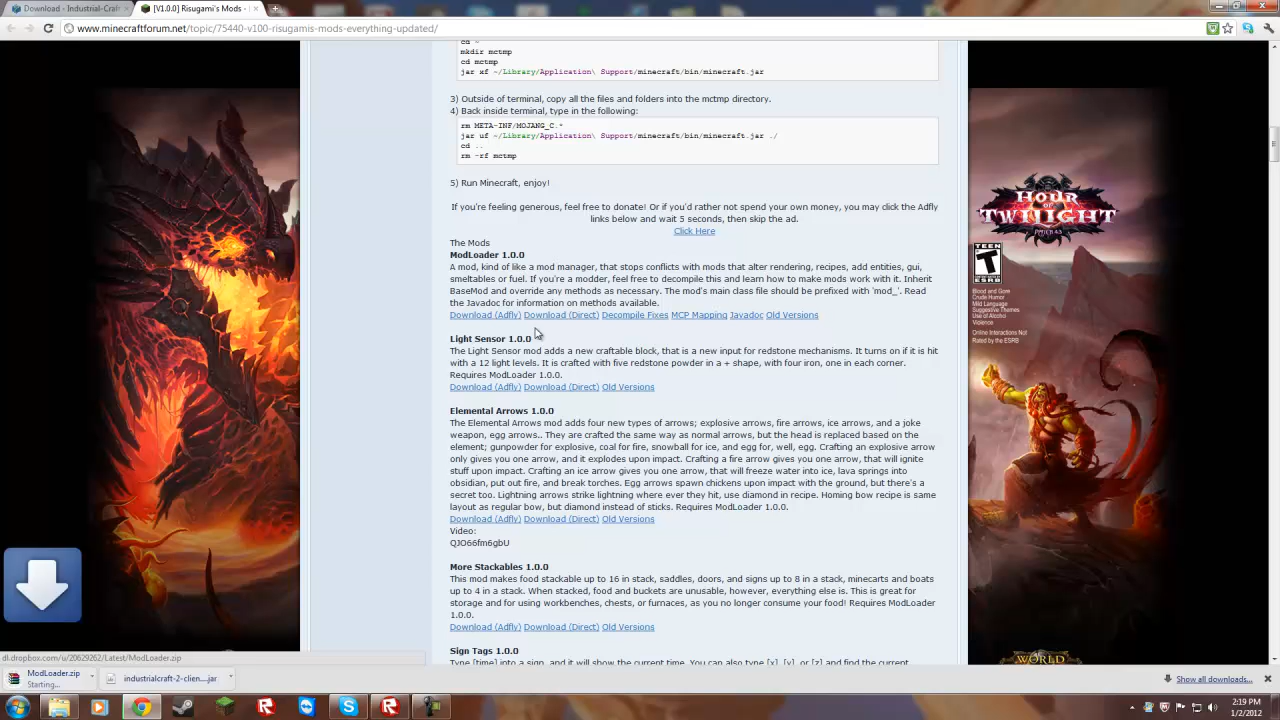 Download - Industrial-Craf
[V1.0.0] Risugami's Mods -
www.minecraftforum.net/topic/75440-v100-risugamis-mods-everything-updated/
cd ~
mkdir mctmp
cd mctmp
jar xf ~/Library/Application\ Support/minecraft/bin/minecraft.jar
3) Outside of terminal, copy all the files and folders into the mctmp directory.
4) Back inside terminal, type in the following:
rm META-INF/MOJANG_C.*
jar uf ~/Library/Application\ Support/minecraft/bin/minecraft.jar ./
cd ..
rm -rf mctmp
5) Run Minecraft, enjoy!
If you're feeling generous, feel free to donate! Or if you'd rather not spend your own money, you may click the Adfly
links below and wait 5 seconds, then skip the ad.
Click Here
The Mods
ModLoader 1.0.0
A mod, kind of like a mod manager, that stops conflicts with mods that alter rendering, recipes, add entities, gui,
smeltables or fuel. If you're a modder, feel free to decompile this and learn how to make mods work with it. Inherit
BaseMod and override any methods as necessary. The mod's main class file should be prefixed with 'mod_'. Read
the Javadoc for information on methods available.
Download (Adfly) Download (Direct) Decompile Fixes MCP Mapping Javadoc Old Versions
Light Sensor 1.0.0
The Light Sensor mod adds a new craftable block, that is a new input for redstone mechanisms. It turns on if it is hit
with a 12 light levels. It is crafted with five redstone powder in a + shape, with four iron, one in each corner.
Requires ModLoader 1.0.0.
Download (Adfly) Download (Direct) Old Versions
Elemental Arrows 1.0.0
The Elemental Arrows mod adds four new types of arrows; explosive arrows, fire arrows, ice arrows, and a joke
weapon, egg arrows.. They are crafted the same way as normal arrows, but the head is replaced based on the
element; gunpowder for explosive, coal for fire, snowball for ice, and egg for, well, egg. Crafting an explosive arrow
only gives you one arrow, and it explodes upon impact. Crafting a fire arrow gives you one arrow, that will ignite
stuff upon impact. Crafting an ice arrow gives you one arrow, that will freeze water into ice, lava springs into
obsidian, put out fire, and break torches. Egg arrows spawn chickens upon impact with the ground, but there's a
secret too. Lightning arrows strike lightning where ever they hit, use diamond in recipe. Homing bow recipe is same
layout as regular bow, but diamond instead of sticks. Requires ModLoader 1.0.0.
Download (Adfly) Download (Direct) Old Versions
Video:
QJO66fm6gbU
More Stackables 1.0.0
This mod makes food stackable up to 16 in stack, saddles, doors, and signs up to 8 in a stack, minecarts and boats
up to 4 in a stack. When stacked, food and buckets are unusable, however, everything else is. This is great for
storage and for using workbenches, chests, or furnaces, as you no longer consume your food! Requires ModLoader
1.0.0.
Download (Adfly) Download (Direct) Old Versions
Sign Tags 1.0.0
Type [time] into a sign, and it will show the current time. You can also type [x], [y], or [z] and find the current
HOUR
OF
TWILIGHT
PATCH 4.3
TEEN
T
ESRB
Blood and Gore
Crude Humor
Mild Language
Suggestive Themes
Use of Alcohol
Violence
Online Interactions Not
Rated by the ESRB
WORLD
dl.dropbox.com/u/20629262/Latest/ModLoader.zip
ModLoader.zip
Starting...
industrialcraft-2-clien....jar
Show all downloads...
2:19 PM
1/2/2012